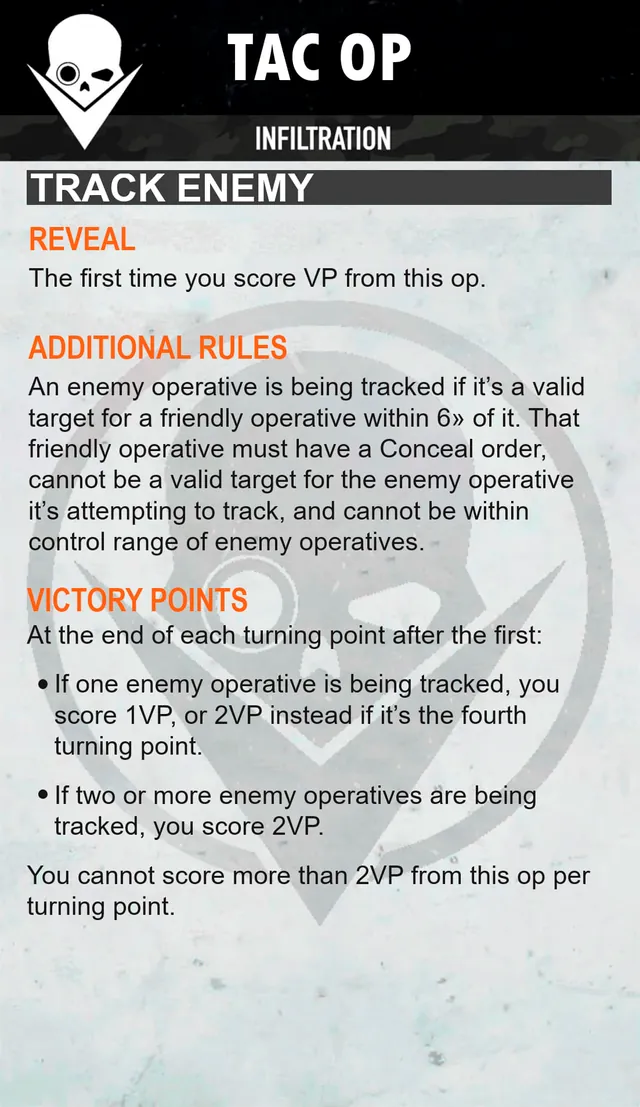 TAC OP
INFILTRATION
TRACK ENEMY
REVEAL
The first time you score VP from this op.
ADDITIONAL RULES
An enemy operative is being tracked if it’s a valid
target for a friendly operative within 6» of it. That
friendly operative must have a Conceal order,
cannot be a valid target for the enemy operative
it’s attempting to track, and cannot be within
control range of enemy operatives.
VICTORY POINTS
At the end of each turning point after the first:
• If one enemy operative is being tracked, you
score 1VP, or 2VP instead if it’s the fourth
turning point.
• If two or more enemy operatives are being
tracked, you score 2VP.
You cannot score more than 2VP from this op per
turning point.